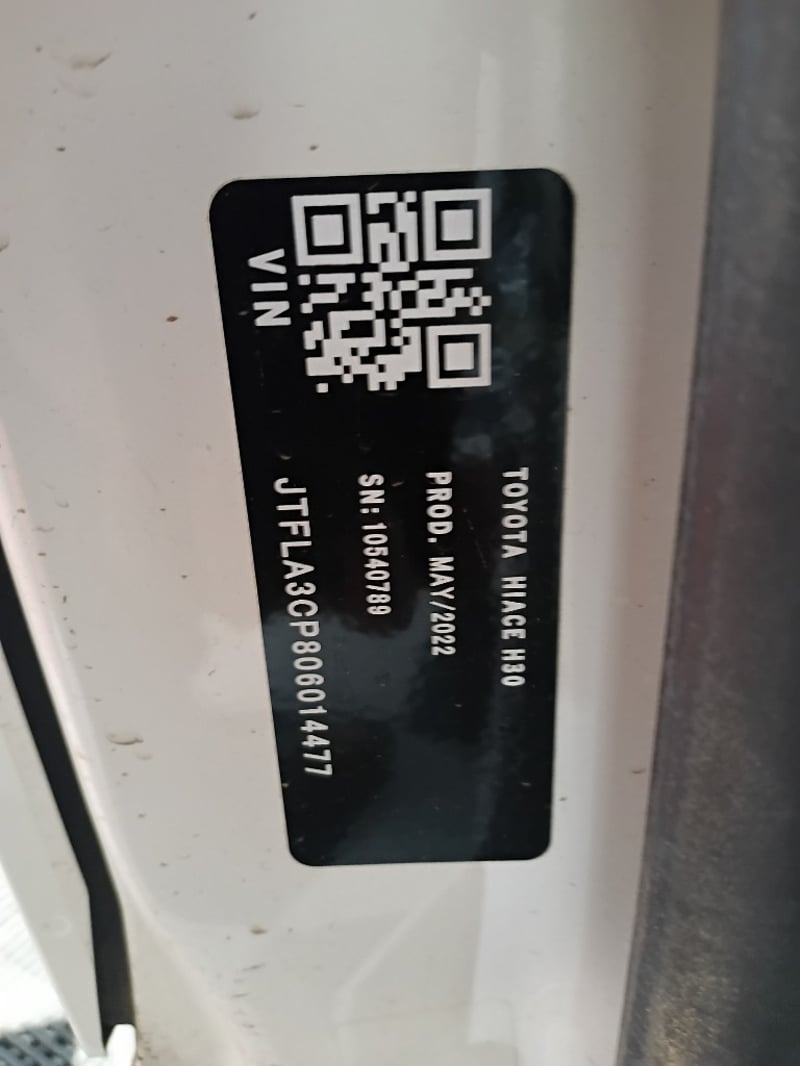 TOYOTA HIACE H30
PROD. MAY/2022
SN: 10540789
VIN JTFLA3CP806014477